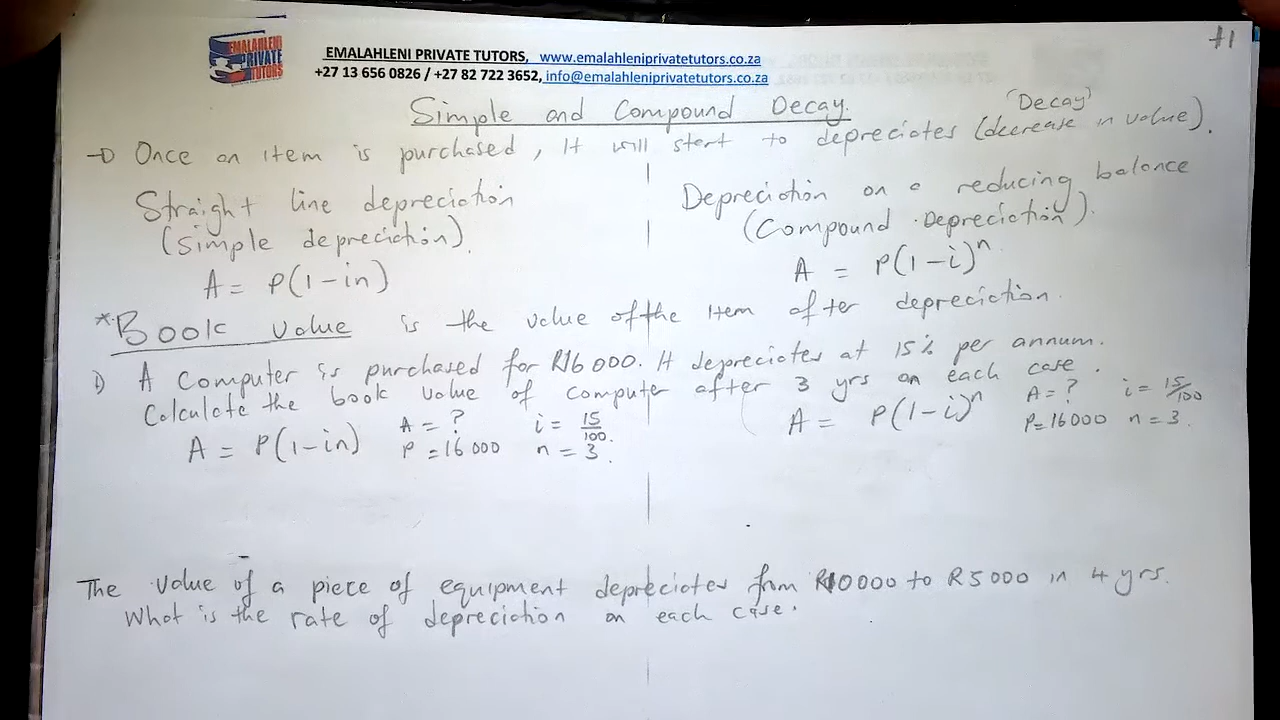 #1
EMALAHLENI
PRIVATE
TUTORS
EMALAHLENI PRIVATE TUTORS, www.emalahleniprivatetutors.co.za
+27 13 656 0826 / +27 82 722 3652, info@emalahleniprivatetutors.co.za
Simple and Compound Decay.
(Decay)
→ Once an item is purchased, it will start to depreciates (decrease in value).
Straight line depreciation
(Simple depreciation).
A = P(1-in)
Depreciation on a reducing balance
(Compound Depreciation).
A = P(1-i)^n
*Book value is the value of the item after depreciation.
1) A computer is purchased for R16 000. It depreciates at 15% per annum.
Calculate the book value of computer after 3 yrs on each case.
A = P(1-in)
A = ? i = 15/100.
P = 16 000 n = 3.
A = P(1-i)^n
A = ? i = 15/100
P = 16 000 n = 3.
The value of a piece of equipment depreciates from R10 000 to R5 000 in 4 yrs.
What is the rate of depreciation on each case.